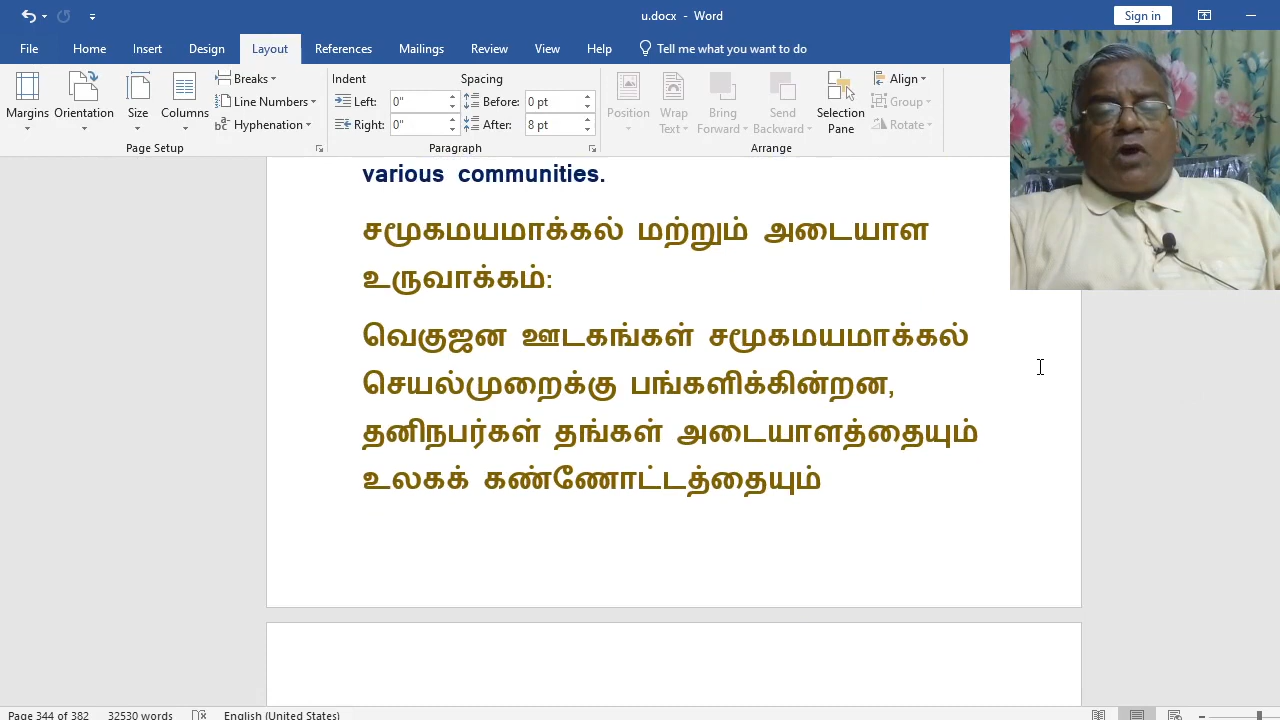 u.docx - Word
Sign in
File Home Insert Design Layout References Mailings Review View Help Tell me what you want to do
Margins
Orientation
Size
Columns
Breaks
Line Numbers
Hyphenation
Page Setup
Indent
Left: 0"
Right: 0"
Spacing
Before: 0 pt
After: 8 pt
Paragraph
Position
Wrap Text
Bring Forward
Send Backward
Selection Pane
Align
Group
Rotate
Arrange
various communities.
சமூகமயமாக்கல் மற்றும் அடையாள
உருவாக்கம்:
வெகுஜன ஊடகங்கள் சமூகமயமாக்கல்
செயல்முறைக்கு பங்களிக்கின்றன,
தனிநபர்கள் தங்கள் அடையாளத்தையும்
உலகக் கண்ணோட்டத்தையும்
Page 344 of 382 32530 words English (United States)